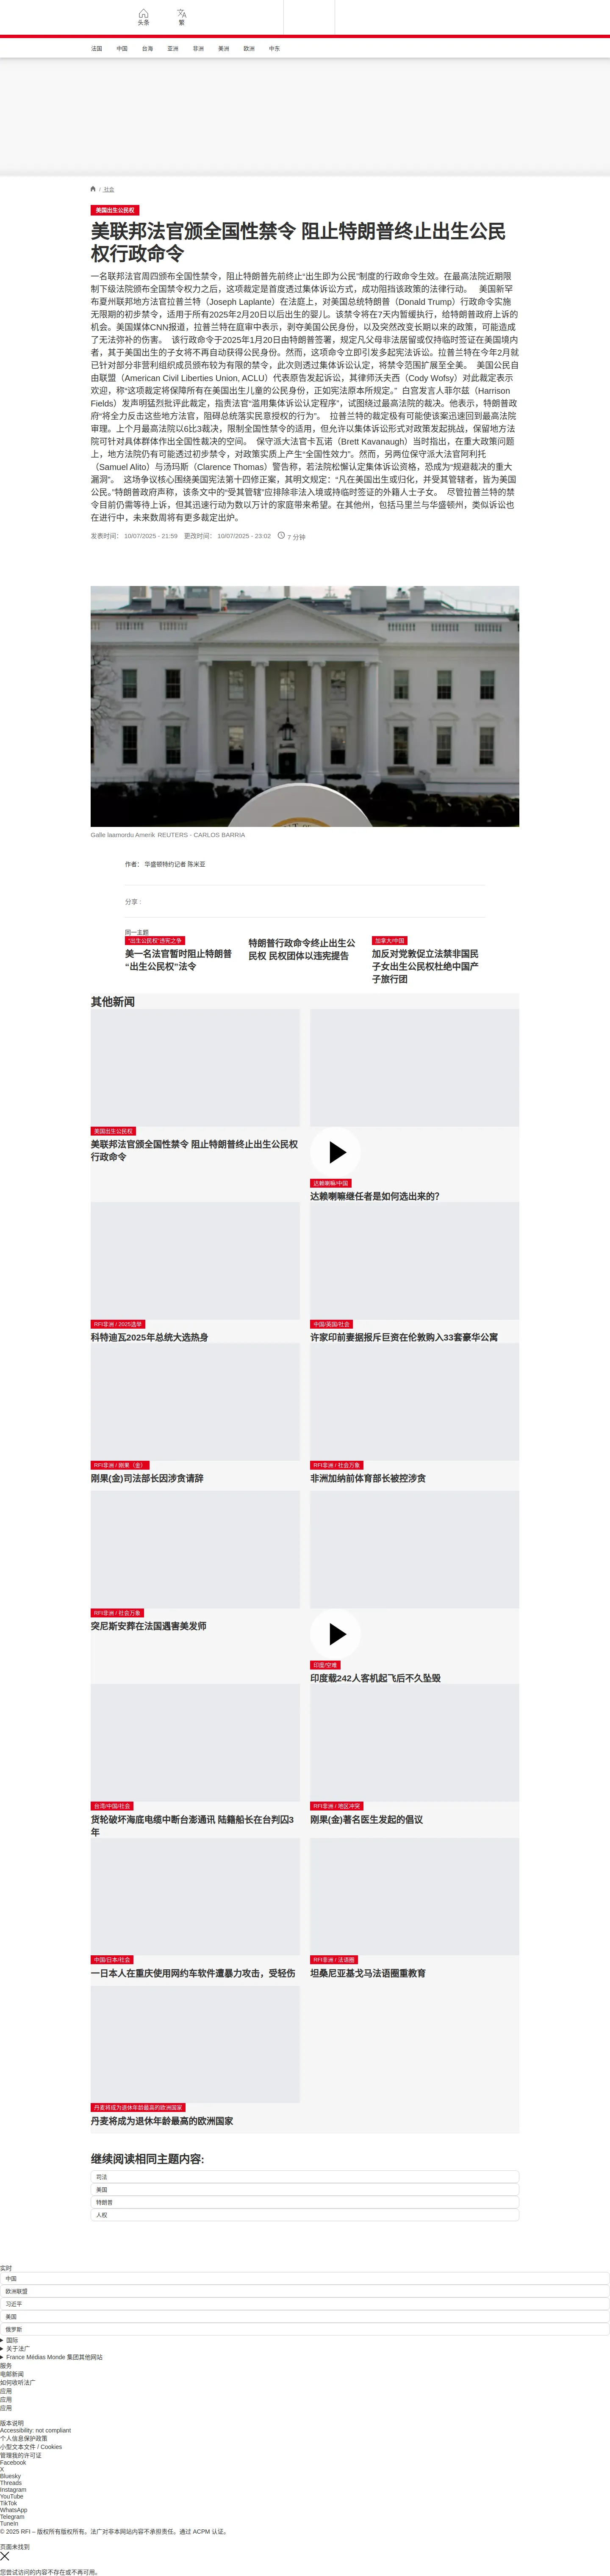 头条
繁
法国
中国
台海
亚洲
非洲
美洲
欧洲
中东
/ 社会
美国出生公民权
美联邦法官颁全国性禁令 阻止特朗普终止出生公民
权行政命令
一名联邦法官周四颁布全国性禁令，阻止特朗普先前终止“出生即为公民”制度的行政命令生效。在最高法院近期限
制下级法院颁布全国禁令权力之后，这项裁定是首度透过集体诉讼方式，成功阻挡该政策的法律行动。 美国新罕
布夏州联邦地方法官拉普兰特（Joseph Laplante）在法庭上，对美国总统特朗普（Donald Trump）行政命令实施
无限期的初步禁令，适用于所有2025年2月20日以后出生的婴儿。该禁令将在7天内暂缓执行，给特朗普政府上诉的
机会。美国媒体CNN报道，拉普兰特在庭审中表示，剥夺美国公民身份，以及突然改变长期以来的政策，可能造成
了无法弥补的伤害。 该行政命令于2025年1月20日由特朗普签署，规定凡父母非法居留或仅持临时签证在美国境内
者，其于美国出生的子女将不再自动获得公民身份。然而，这项命令立即引发多起宪法诉讼。拉普兰特在今年2月就
已针对部分非营利组织成员颁布较为有限的禁令，此次则透过集体诉讼认定，将禁令范围扩展至全美。 美国公民自
由联盟（American Civil Liberties Union, ACLU）代表原告发起诉讼，其律师沃夫西（Cody Wofsy）对此裁定表示
欢迎，称“这项裁定将保障所有在美国出生儿童的公民身份，正如宪法原本所规定。” 白宫发言人菲尔兹（Harrison
Fields）发声明猛烈批评此裁定，指责法官“滥用集体诉讼认定程序”，试图绕过最高法院对禁令的限制。“特朗普政
府”将全力反击这些地方法官，阻碍总统落实民意授权的行为”。 拉普兰特的裁定极有可能使该案迅速回到最高法院
审理。上个月最高法院以6比3裁决，限制全国性禁令的适用，但允许以集体诉讼形式对政策发起挑战，保留地方法
院可针对具体群体作出全国性裁决的空间。 保守派大法官卡瓦诺（Brett Kavanaugh）当时指出，在重大政策问题
上，地方法院仍有可能透过初步禁令，对政策实质上产生“全国性效力”。然而，另两位保守派大法官阿利托
（Samuel Alito）与汤玛斯（Clarence Thomas）警告称，若法院松懈认定集体诉讼资格，恐成为“规避裁决的重大
漏洞”。 这场争议核心围绕美国宪法第十四修正案，其明文规定：“凡在美国出生或归化，并受其管辖者，皆为美国
公民。”特朗普政府声称，该条文中的“受其管辖”应排除非法入境或持临时签证的外籍人士子女。 尽管拉普兰特的禁
令目前仍需等待上诉，但其迅速行动为数以万计的家庭带来希望。在其他州，包括马里兰与华盛顿州，类似诉讼也
在进行中，未来数周将有更多裁定出炉。
发表时间： 10/07/2025 - 21:59 更改时间： 10/07/2025 - 23:02 7 分钟
Galle laamordu Amerik REUTERS - CARLOS BARRIA
作者： 华盛顿特约记者 陈米亚
分享 :
同一主题
“出生公民权”违宪之争
美一名法官暂时阻止特朗普
“出生公民权”法令
特朗普行政命令终止出生公
民权 民权团体以违宪提告
加拿大/中国
加反对党敦促立法禁非国民
子女出生公民权杜绝中国产
子旅行团
其他新闻
美国出生公民权
美联邦法官颁全国性禁令 阻止特朗普终止出生公民权
行政命令
达赖喇嘛/中国
达赖喇嘛继任者是如何选出来的？
RFI非洲 / 2025选举
科特迪瓦2025年总统大选热身
中国/英国/社会
许家印前妻据报斥巨资在伦敦购入33套豪华公寓
RFI非洲 / 刚果（金）
刚果(金)司法部长因涉贪请辞
RFI非洲 / 社会万象
非洲加纳前体育部长被控涉贪
RFI非洲 / 社会万象
突尼斯安葬在法国遇害美发师
印度/空难
印度载242人客机起飞后不久坠毁
台湾/中国/社会
货轮破坏海底电缆中断台澎通讯 陆籍船长在台判囚3
年
RFI非洲 / 地区冲突
刚果(金)著名医生发起的倡议
中国/日本/社会
一日本人在重庆使用网约车软件遭暴力攻击，受轻伤
RFI非洲 / 法语圈
坦桑尼亚基戈马法语圈重教育
丹麦将成为退休年龄最高的欧洲国家
丹麦将成为退休年龄最高的欧洲国家
继续阅读相同主题内容:
司法
美国
特朗普
人权
实时
中国
欧洲联盟
习近平
美国
俄罗斯
国际
关于法广
France Médias Monde 集团其他网站
服务
电邮新闻
如何收听法广
应用
应用
应用
版本说明
Accessibility: not compliant
个人信息保护政策
小型文本文件 / Cookies
管理我的许可证
Facebook
X
Bluesky
Threads
Instagram
YouTube
TikTok
WhatsApp
Telegram
TuneIn
© 2025 RFI – 版权所有版权所有。法广对非本网站内容不承担责任。通过 ACPM 认证。
页面未找到
您尝试访问的内容不存在或不再可用。